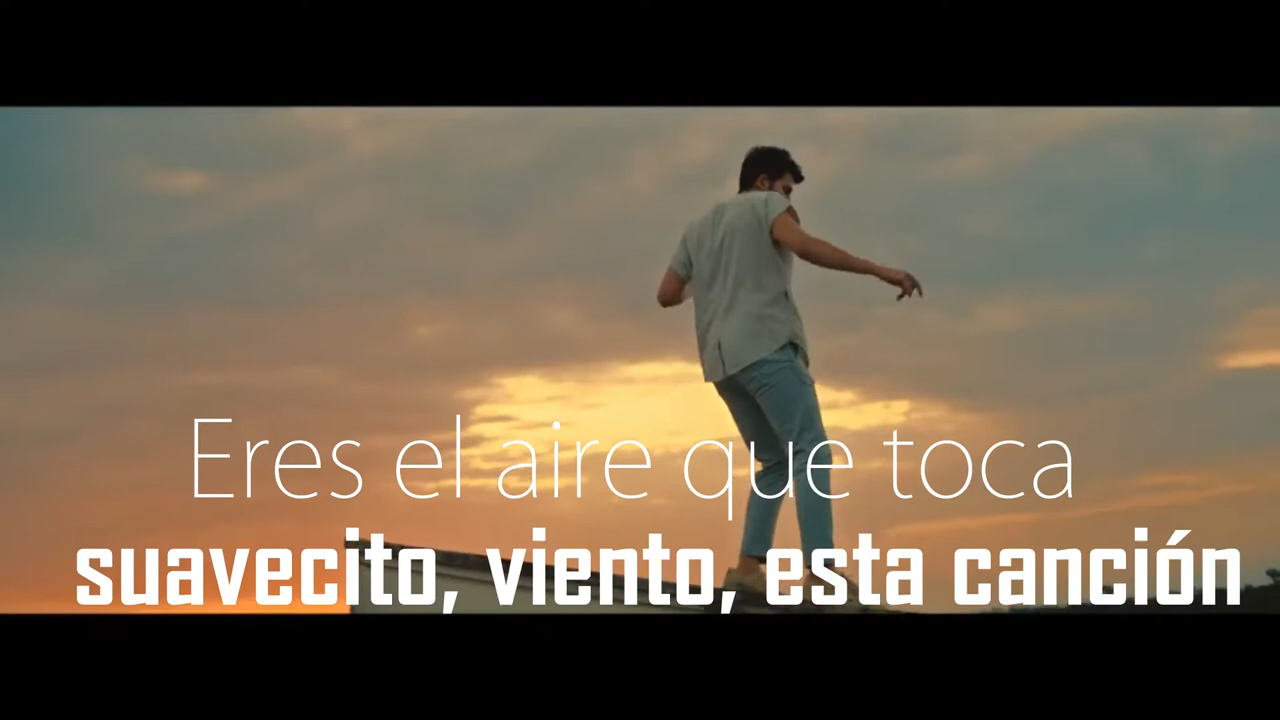 Eres el aire que toca
suavecito, viento, esta canción